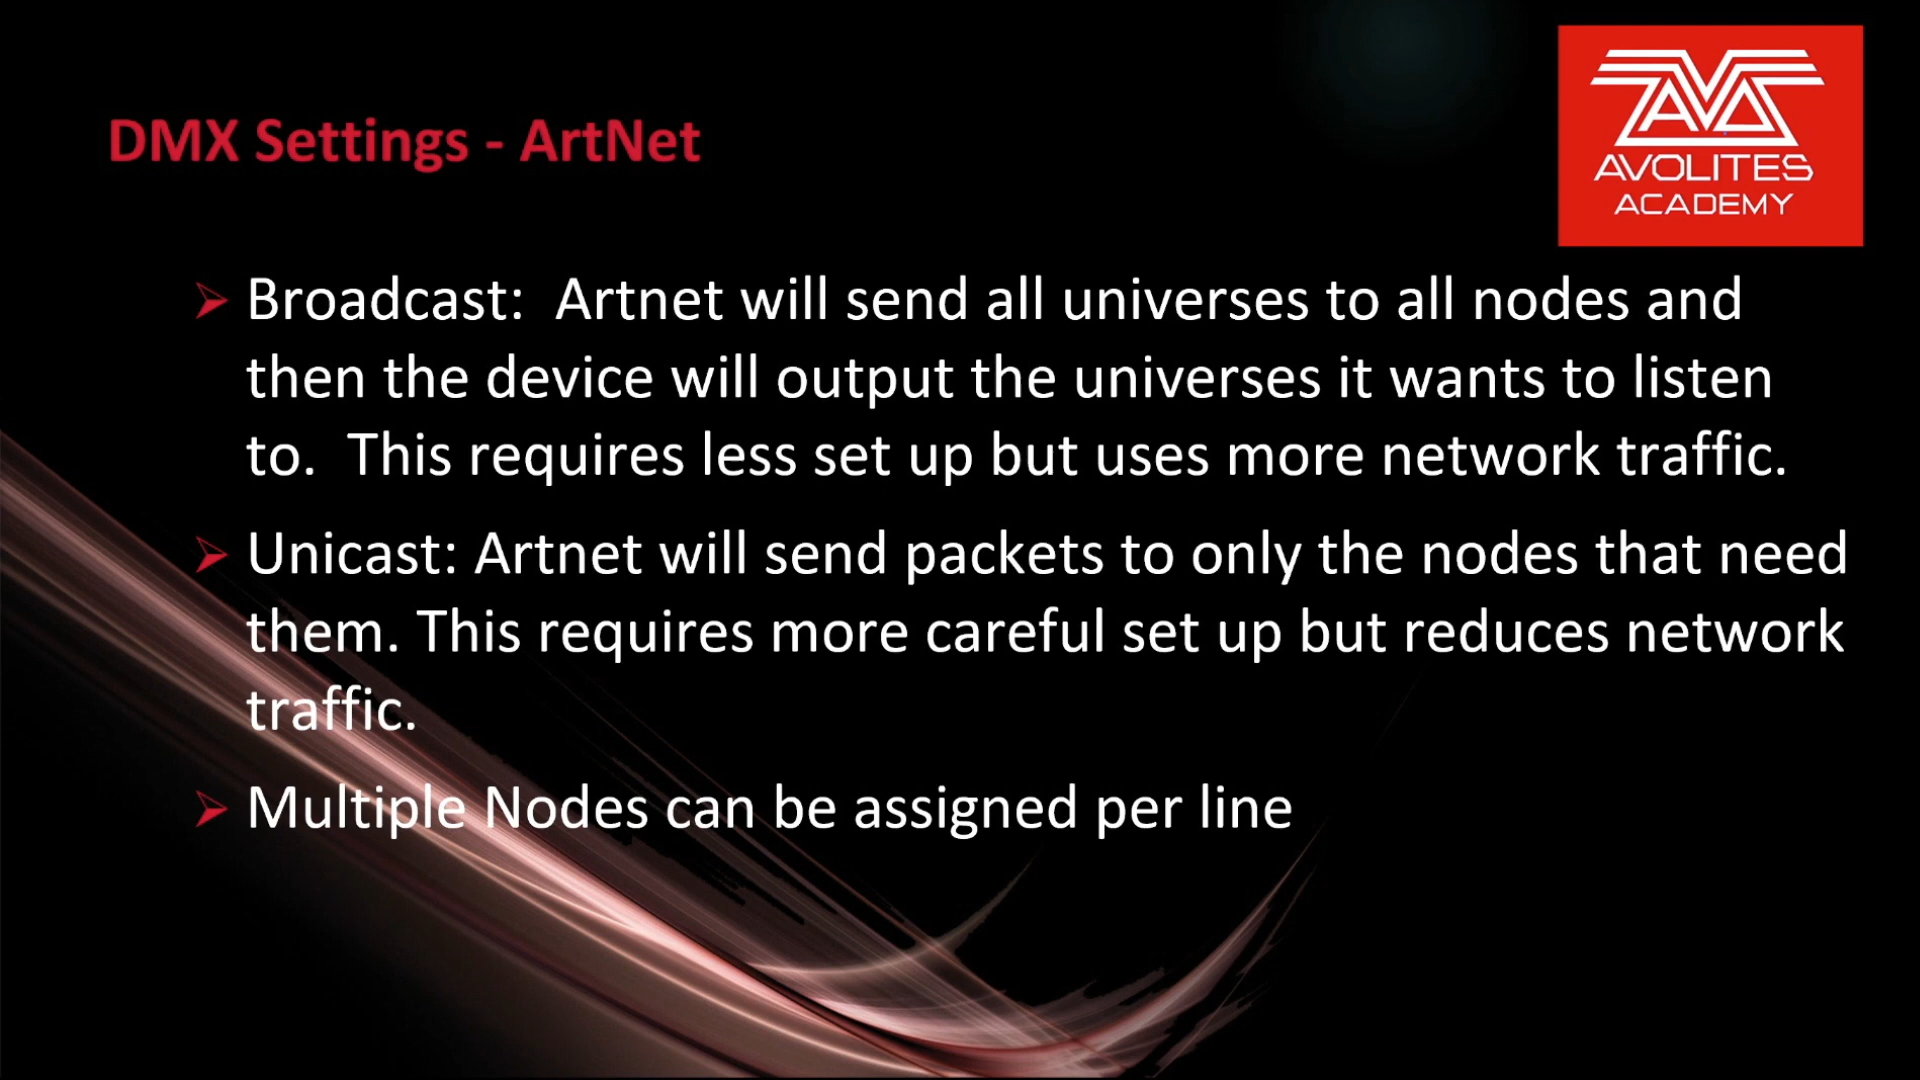 DMX Settings - ArtNet
AVOLITES
ACADEMY
Broadcast:  Artnet will send all universes to all nodes and
then the device will output the universes it wants to listen
to.  This requires less set up but uses more network traffic.
Unicast: Artnet will send packets to only the nodes that need
them. This requires more careful set up but reduces network
traffic.
Multiple Nodes can be assigned per line